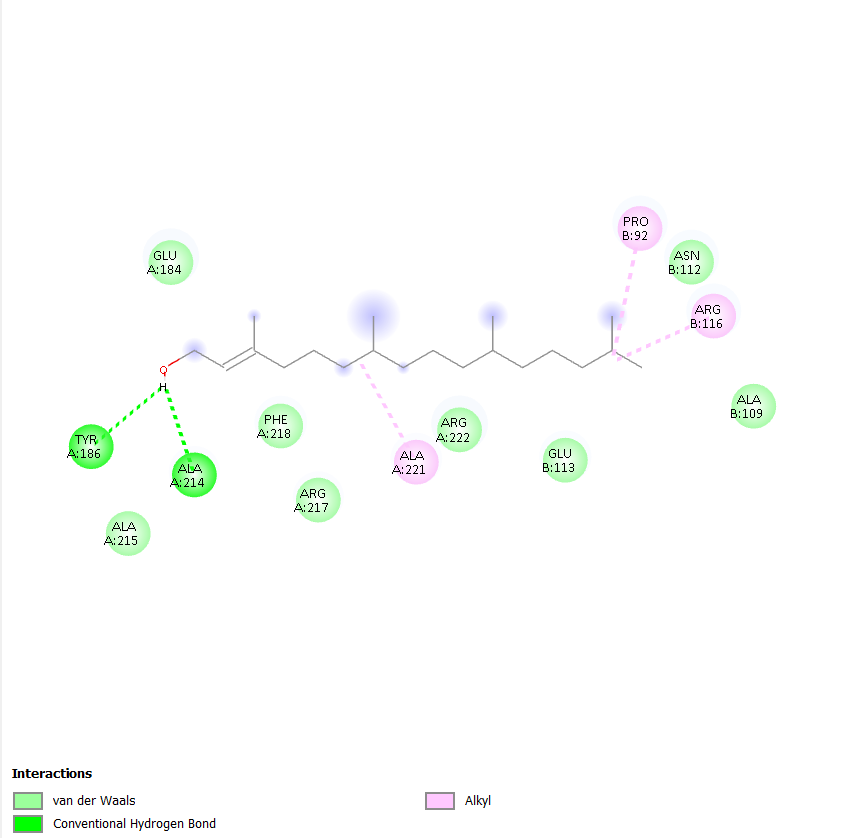 PRO
B:92
GLU
A:184
ASN
B:112
ARG
B:116
O
H
ALA
B:109
PHE
A:218
ARG
A:222
TYR
A:186
ALA
A:214
ALA
A:221
GLU
B:113
ARG
A:217
ALA
A:215
Interactions
van der Waals
Conventional Hydrogen Bond
Alkyl